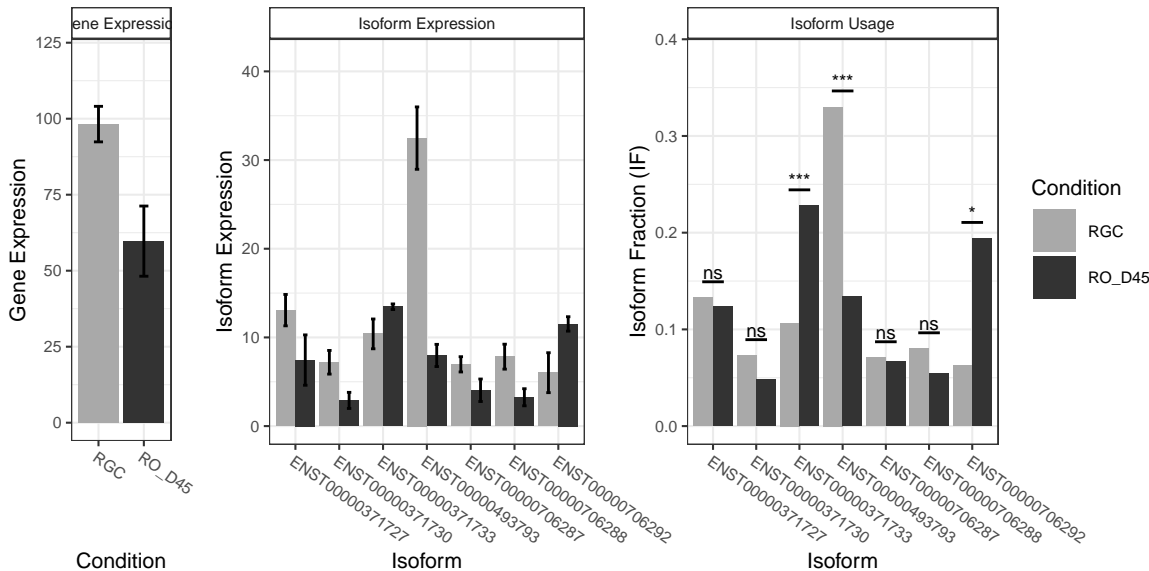 ene Expressio
Gene Expression
125
100
75
50
25
0
RGC
RO_D45
Condition
Isoform Expression
Isoform Expression
40
30
20
10
0
ENST00000371727
ENST00000371730
ENST00000371733
ENST00000493793
ENST00000706287
ENST00000706288
ENST00000706292
Isoform
Isoform Usage
Isoform Fraction (IF)
0.4
0.3
0.2
0.1
0.0
ns
ns
***
***
ns
ns
*
ENST00000371727
ENST00000371730
ENST00000371733
ENST00000493793
ENST00000706287
ENST00000706288
ENST00000706292
Isoform
Condition
RGC
RO_D45